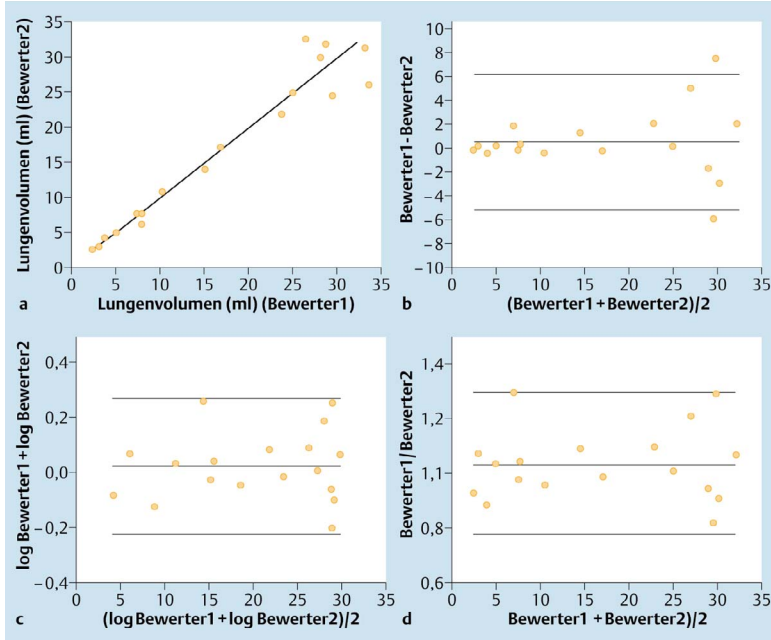 35
30
25
20
15
10
5
0
Lungenvolumen (ml) (Bewerter2)
0 5 10 15 20 25 30 35
a Lungenvolumen (ml) (Bewerter1)
10
8
6
4
2
0
−2
−4
−6
−8
−10
Bewerter1-Bewerter2
0 5 10 15 20 25 30 35
b (Bewerter1+Bewerter2)/2
0,4
0,2
0,0
−0,2
−0,4
log Bewerter1+log Bewerter2
0 5 10 15 20 25 30 35
c (log Bewerter1+log Bewerter2)/2
1,4
1,2
1,1
0,8
0,6
Bewerter1/Bewerter2
0 5 10 15 20 25 30 35
d Bewerter1 +Bewerter2)/2